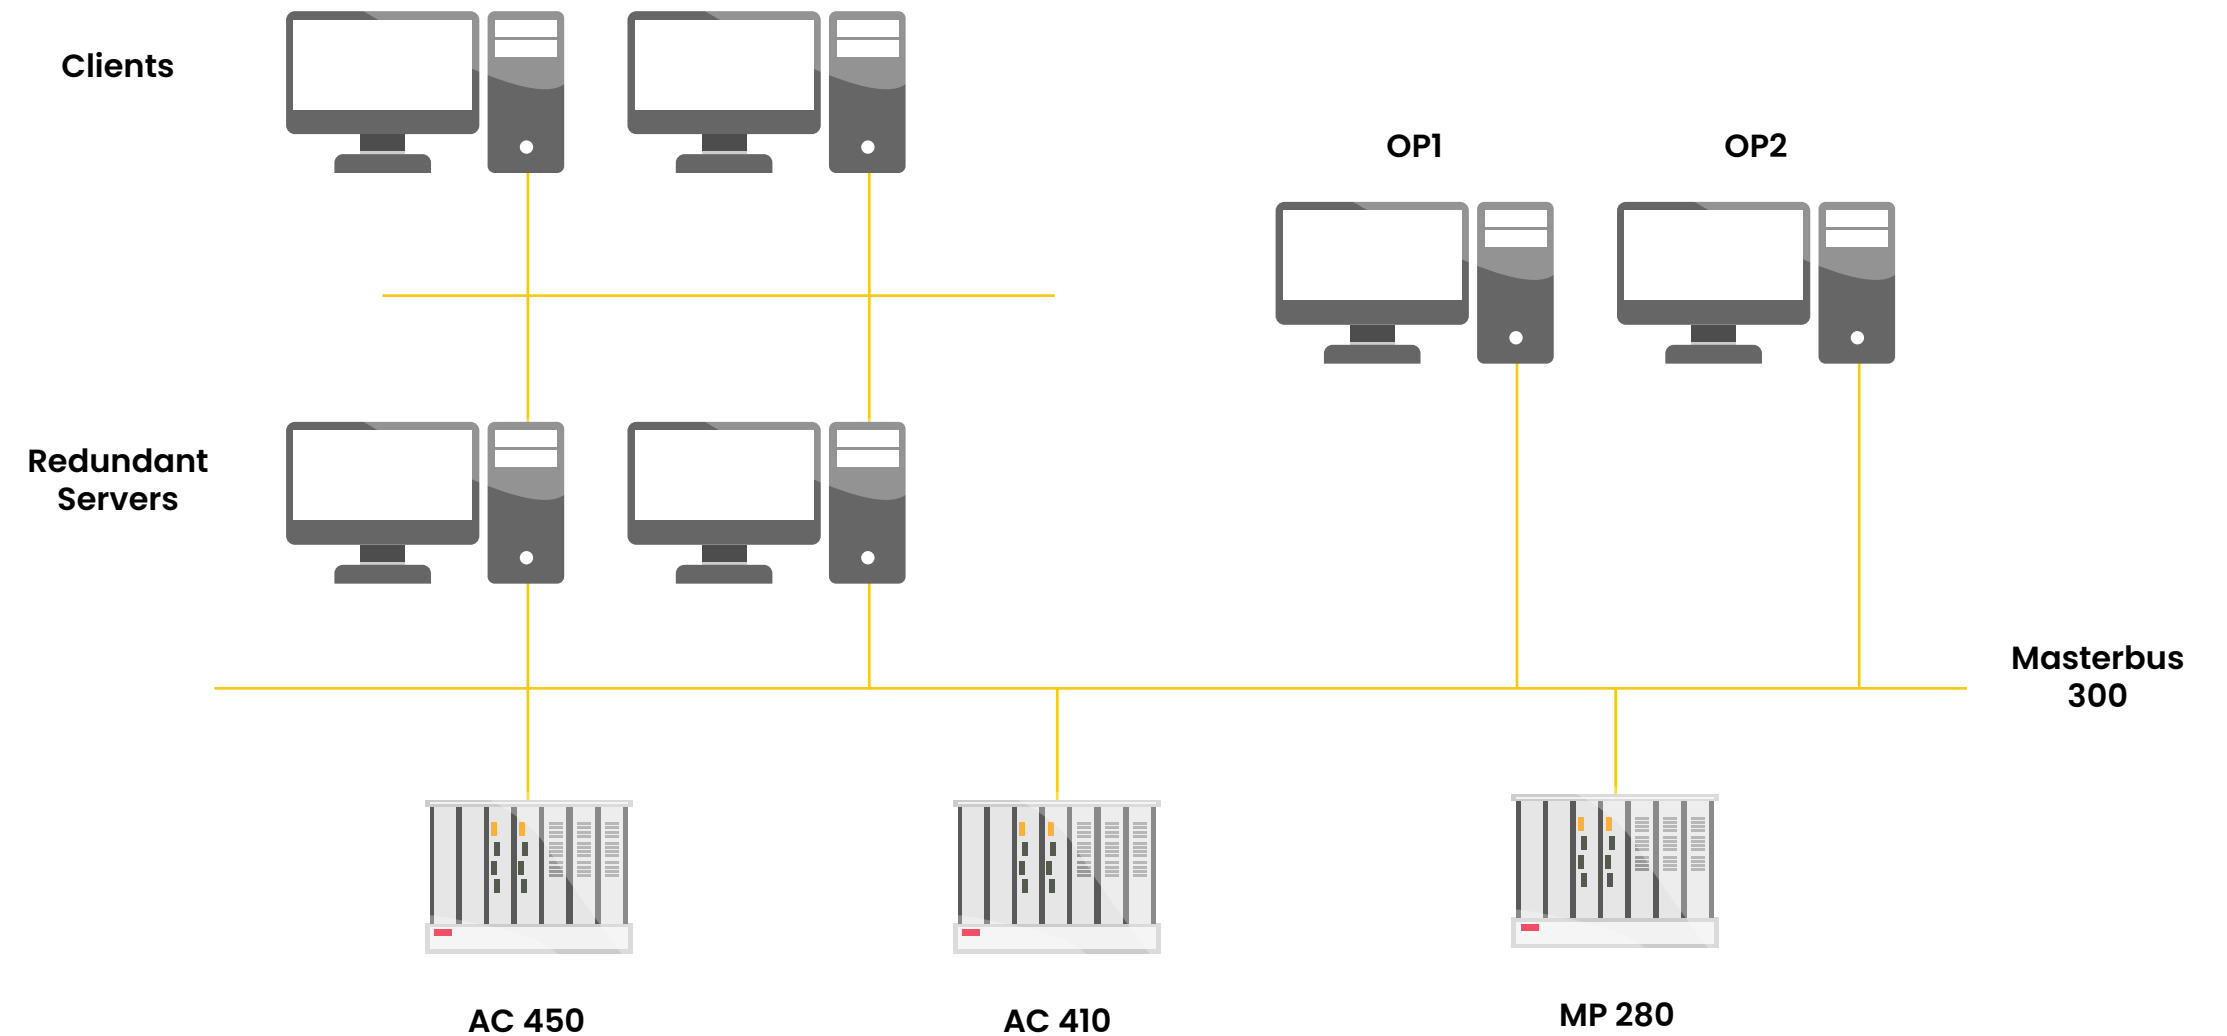 Clients
OP1
OP2
Redundant
Servers
Masterbus
300
AC 450
AC 410
MP 280